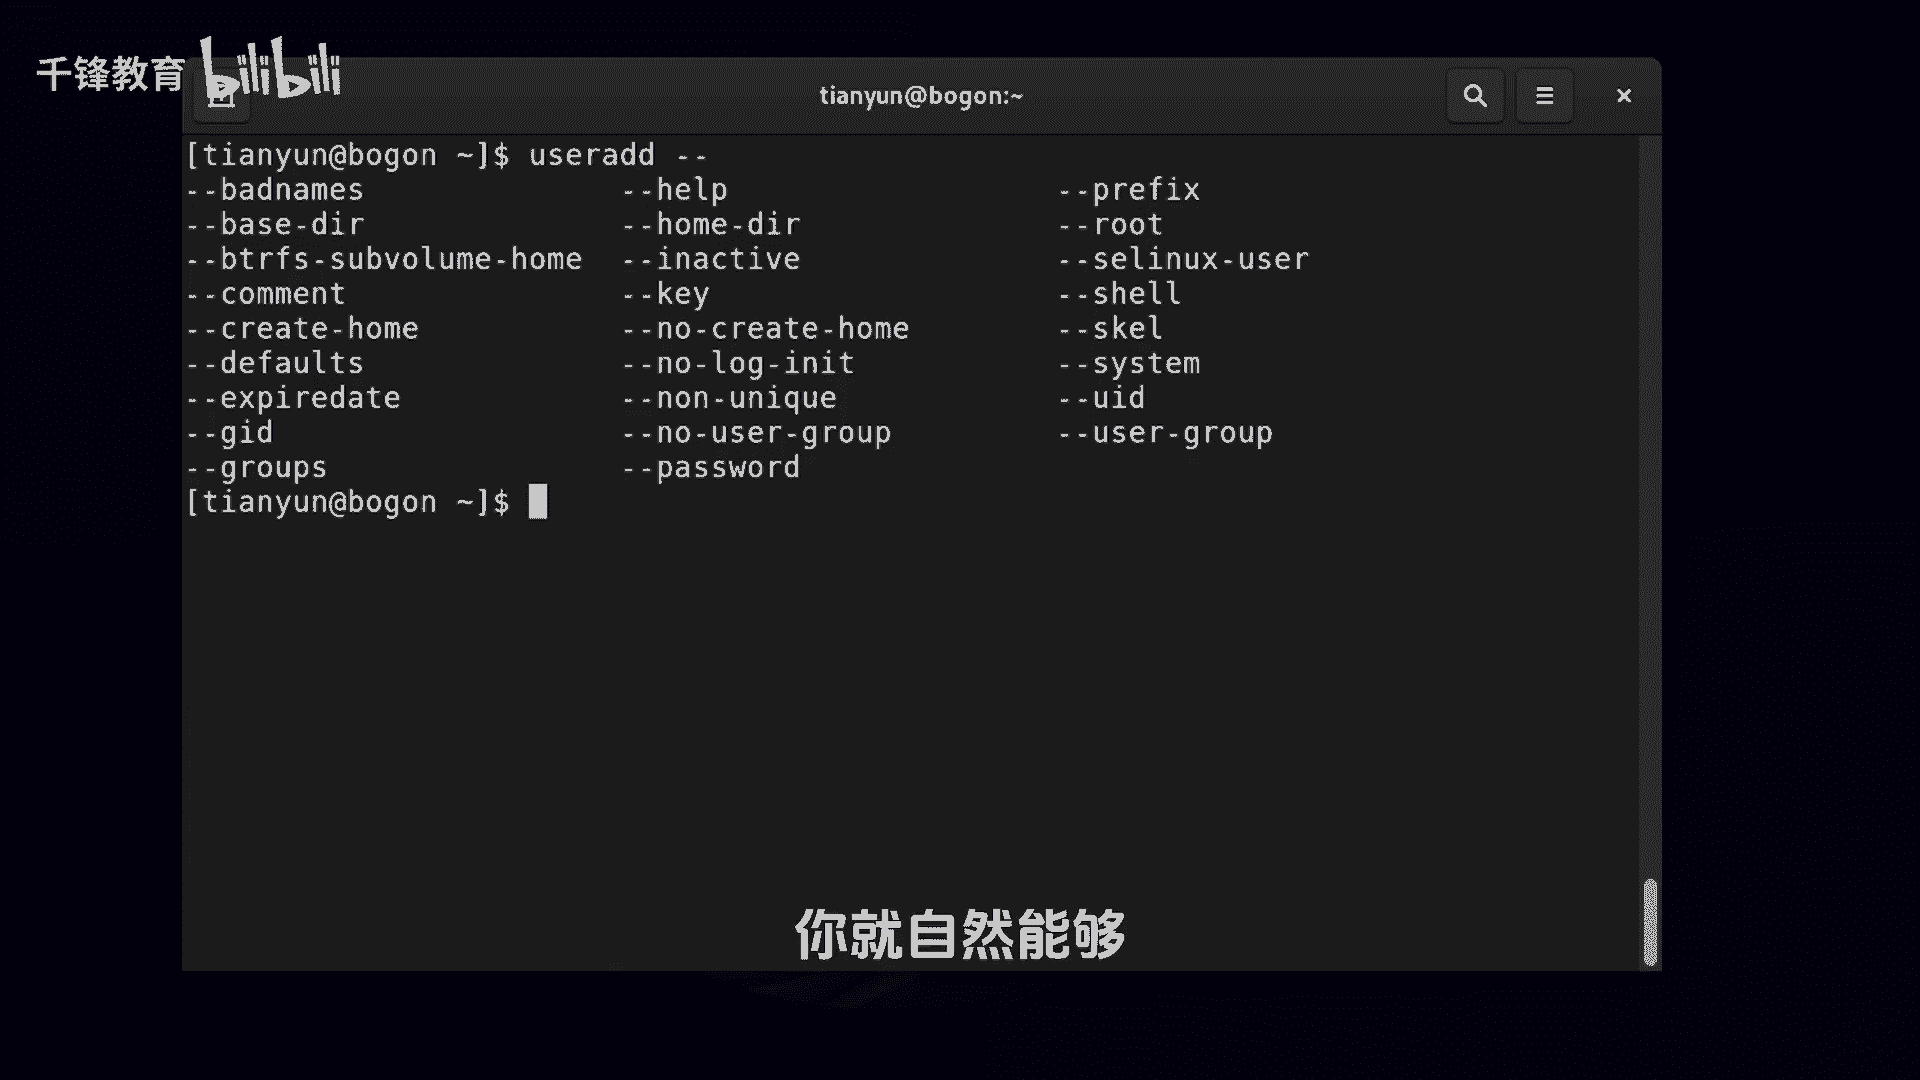 千锋教育 bilibili
tianyun@bogon:~
[tianyun@bogon ~]$ useradd --
--badnames --help --prefix
--base-dir --home-dir --root
--btrfs-subvolume-home --inactive --selinux-user
--comment --key --shell
--create-home --no-create-home --skel
--defaults --no-log-init --system
--expiredate --non-unique --uid
--gid --no-user-group --user-group
--groups --password
[tianyun@bogon ~]$
你就自然能够